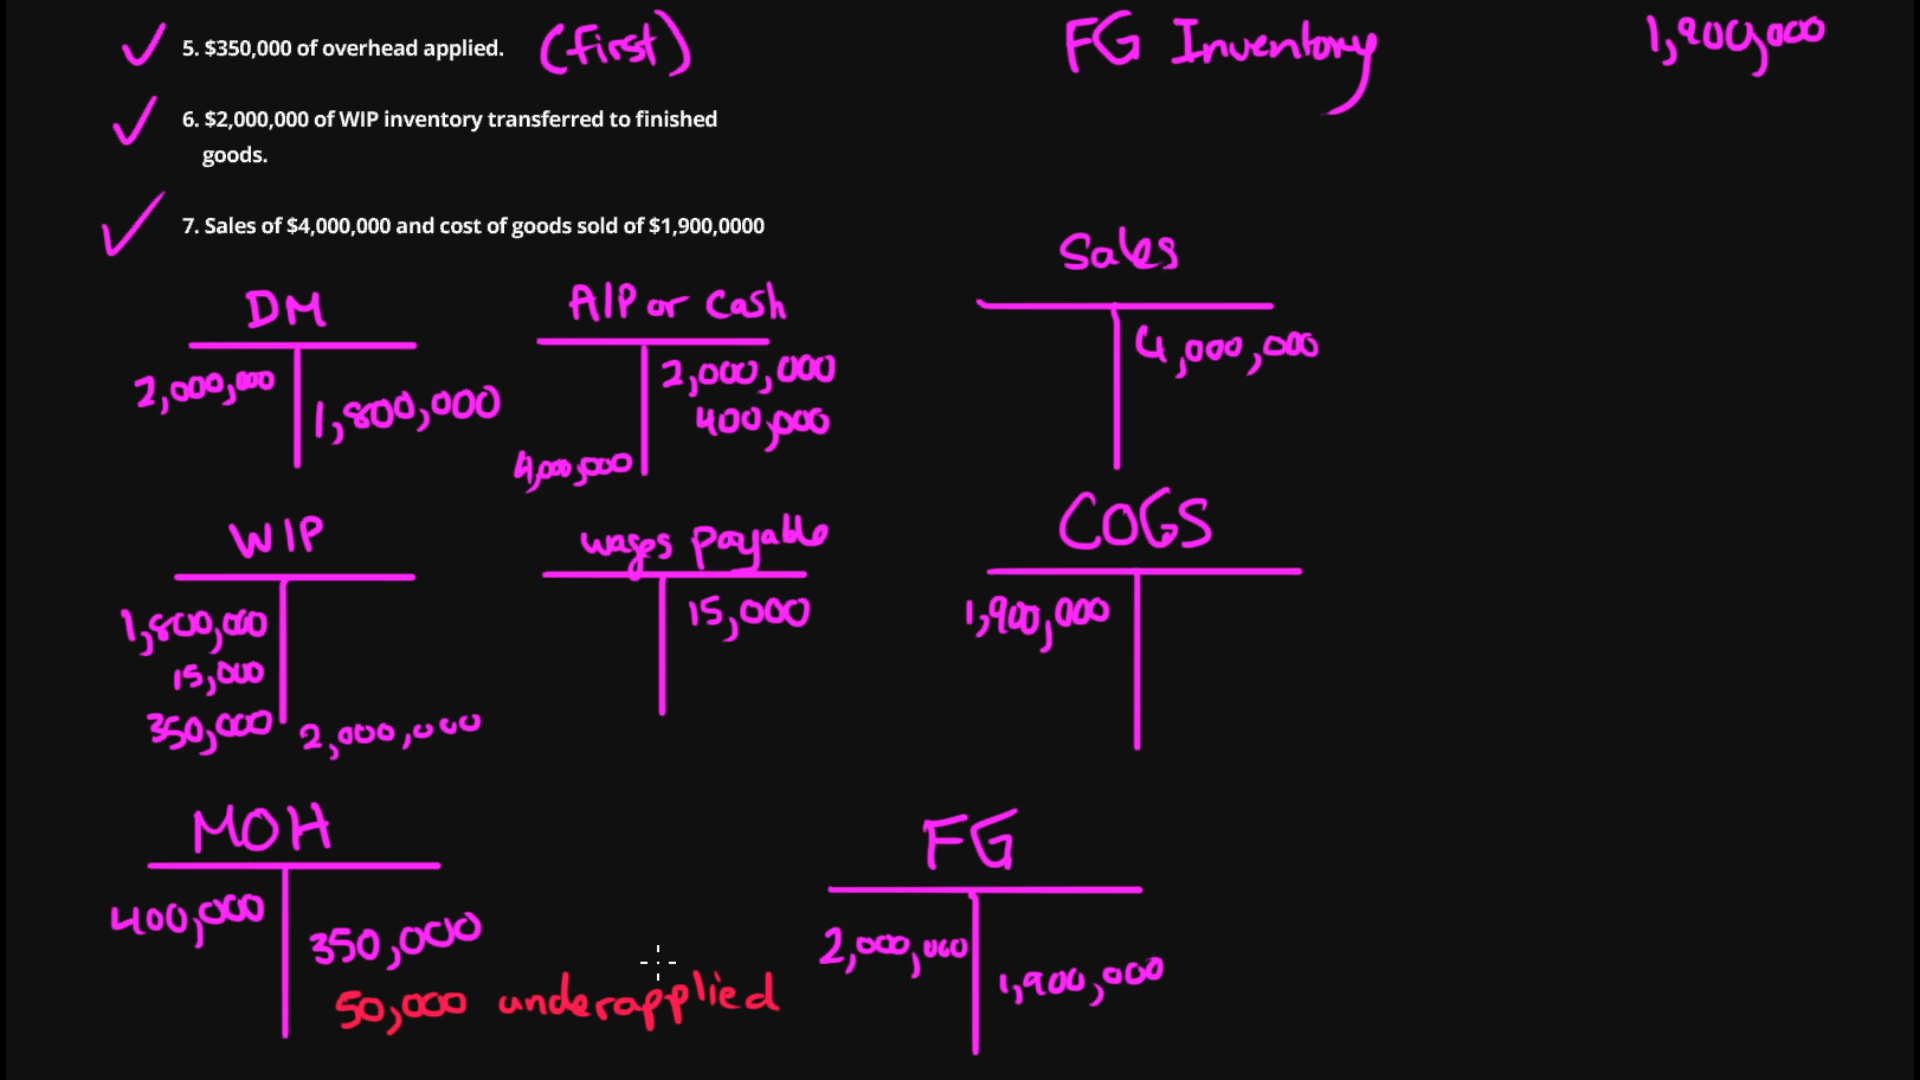 5. $350,000 of overhead applied. (first)
FG Inventory 1,900,000
6. $2,000,000 of WIP inventory transferred to finished
goods.
7. Sales of $4,000,000 and cost of goods sold of $1,900,0000
DM
2,000,000
1,800,000
A/P or Cash
2,000,000
400,000
4,000,000
Sales
4,000,000
WIP
1,800,000
15,000
350,000
2,000,000
wages payable
15,000
COGS
1,900,000
MOH
400,000
350,000
50,000 underapplied
FG
2,000,000
1,900,000